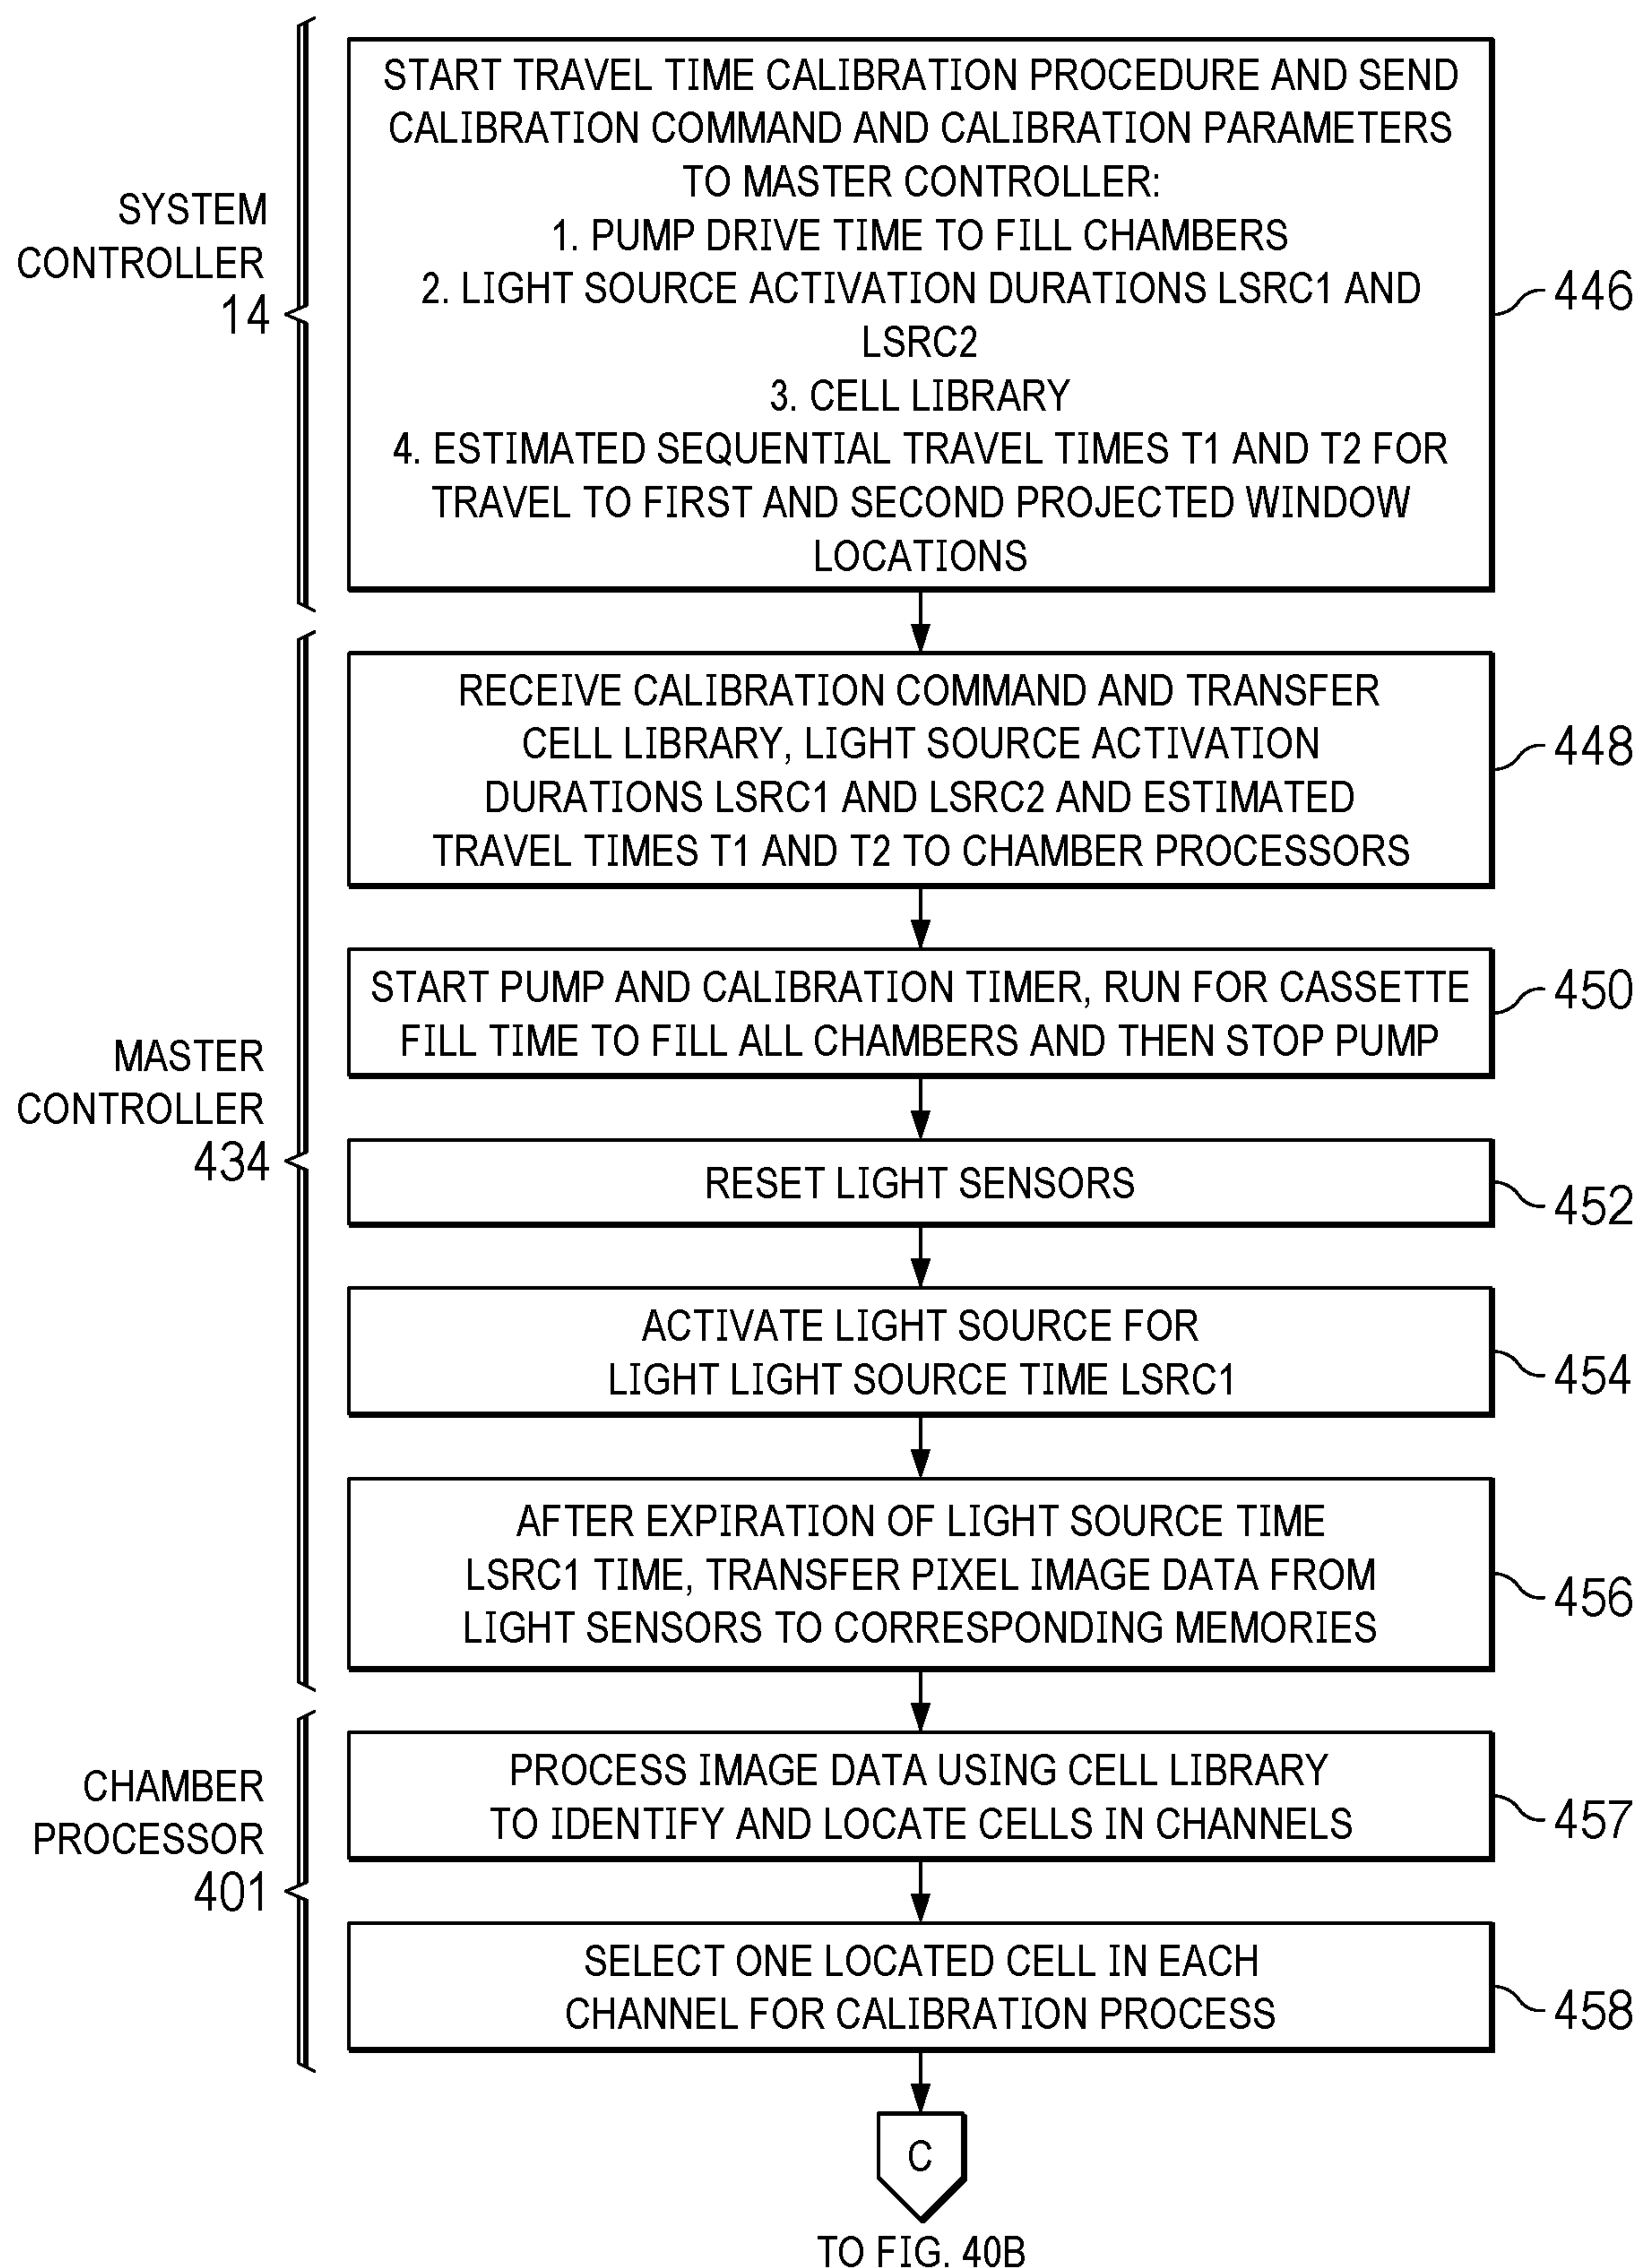 START TRAVEL TIME CALIBRATION PROCEDURE AND SEND
CALIBRATION COMMAND AND CALIBRATION PARAMETERS
TO MASTER CONTROLLER:
1. PUMP DRIVE TIME TO FILL CHAMBERS
2. LIGHT SOURCE ACTIVATION DURATIONS LSRC1 AND
LSRC2
3. CELL LIBRARY
4. ESTIMATED SEQUENTIAL TRAVEL TIMES T1 AND T2 FOR
TRAVEL TO FIRST AND SECOND PROJECTED WINDOW
LOCATIONS
SYSTEM
CONTROLLER
14
446
RECEIVE CALIBRATION COMMAND AND TRANSFER
CELL LIBRARY, LIGHT SOURCE ACTIVATION
DURATIONS LSRC1 AND LSRC2 AND ESTIMATED
TRAVEL TIMES T1 AND T2 TO CHAMBER PROCESSORS
448
START PUMP AND CALIBRATION TIMER, RUN FOR CASSETTE
FILL TIME TO FILL ALL CHAMBERS AND THEN STOP PUMP
450
MASTER
CONTROLLER
434
RESET LIGHT SENSORS
452
ACTIVATE LIGHT SOURCE FOR
LIGHT LIGHT SOURCE TIME LSRC1
454
AFTER EXPIRATION OF LIGHT SOURCE TIME
LSRC1 TIME, TRANSFER PIXEL IMAGE DATA FROM
LIGHT SENSORS TO CORRESPONDING MEMORIES
456
PROCESS IMAGE DATA USING CELL LIBRARY
TO IDENTIFY AND LOCATE CELLS IN CHANNELS
457
CHAMBER
PROCESSOR
401
SELECT ONE LOCATED CELL IN EACH
CHANNEL FOR CALIBRATION PROCESS
458
C
TO FIG. 40B